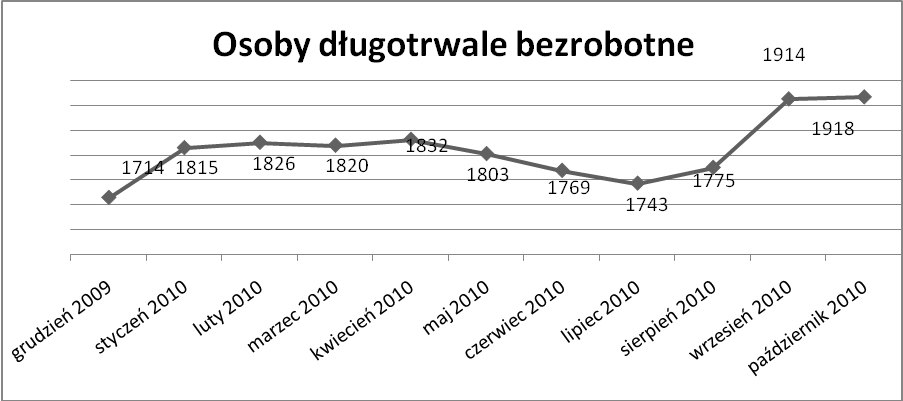 Osoby długotrwale bezrobotne
1714
1815
1826
1820
1832
1803
1769
1743
1775
1914
1918
grudzień 2009
styczeń 2010
luty 2010
marzec 2010
kwiecień 2010
maj 2010
czerwiec 2010
lipiec 2010
sierpień 2010
wrzesień 2010
październik 2010